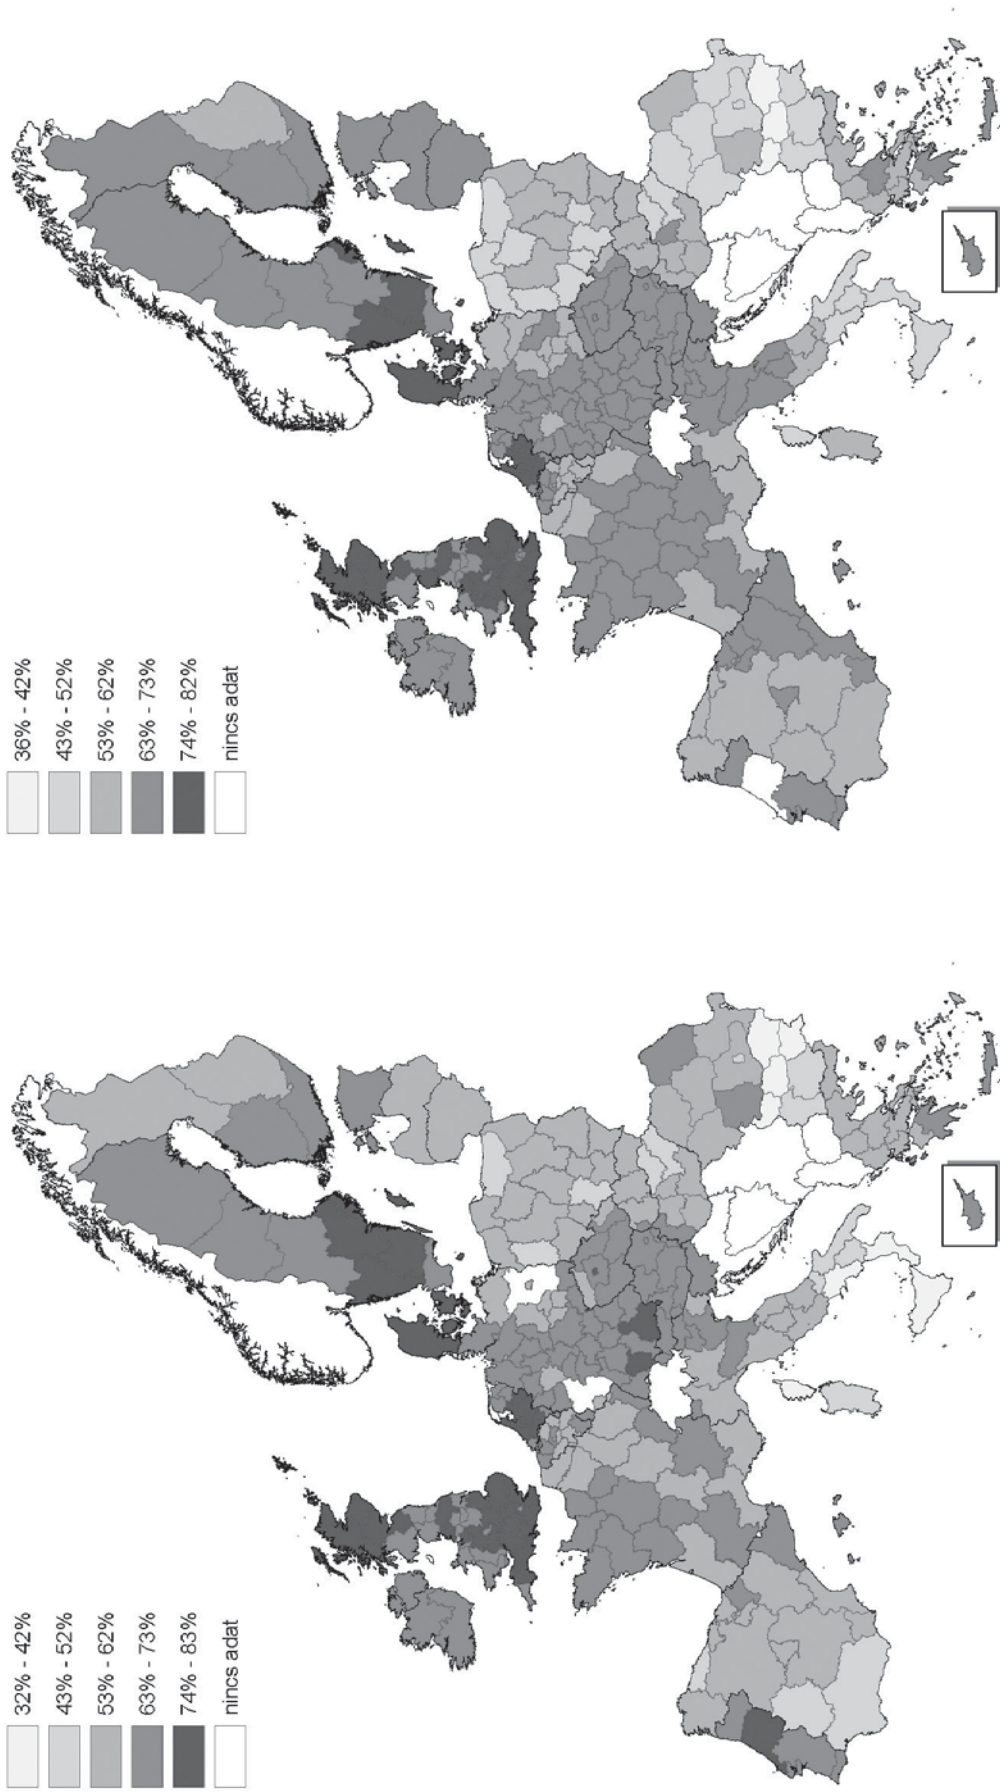 32% - 42%
43% - 52%
53% - 62%
63% - 73%
74% - 83%
nincs adat
36% - 42%
43% - 52%
53% - 62%
63% - 73%
74% - 82%
nincs adat